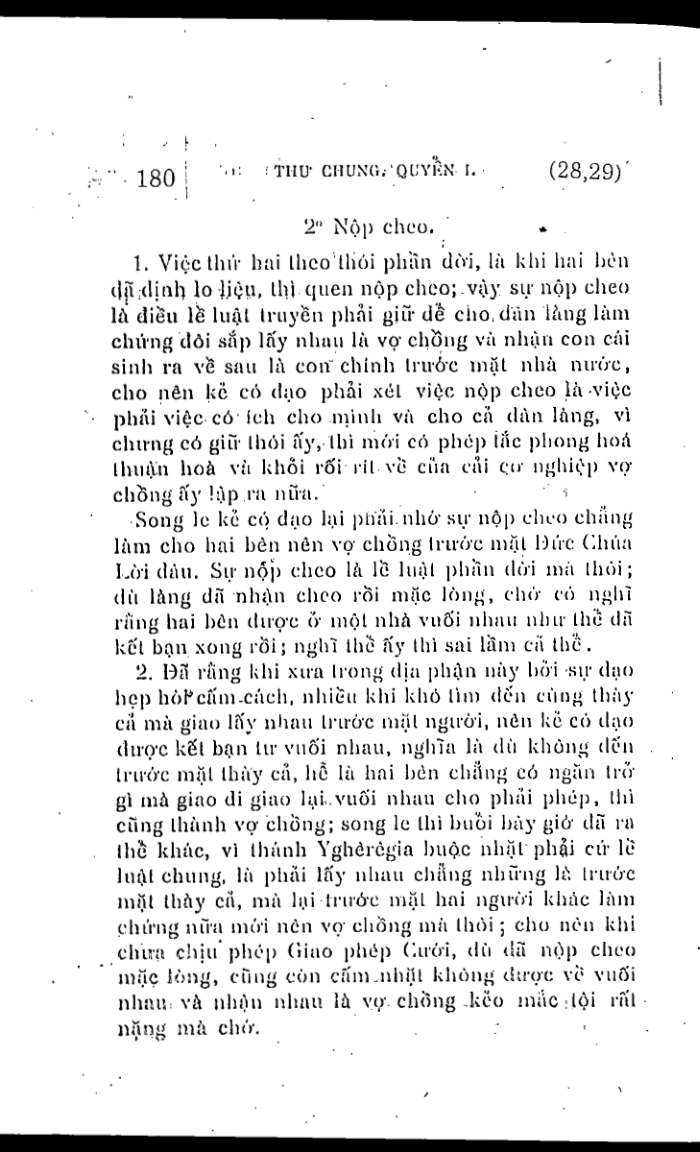 180 THƯ CHUNG, QUYỂN I. (28,29)
2º Nộp cheo.
1. Việc thứ hai theo thói phần đời, là khi hai bên
đã định lo liệu, thì quen nộp cheo; vậy sự nộp cheo
là điều lề luật truyền phải giữ để cho dân làng làm
chứng đôi sắp lấy nhau là vợ chồng và nhận con cái
sinh ra về sau là con chính trước mặt nhà nước,
cho nên kẻ có đạo phải xét việc nộp cheo là việc
phải việc có ích cho mình và cho cả dân làng, vì
chưng có giữ thói ấy, thì mới có phép tắc phong hoá
thuận hoà và khỏi rối rít về của cải cơ nghiệp vợ
chồng ấy lập ra nữa.
Song le kẻ có đạo lại phải nhớ sự nộp cheo chẳng
làm cho hai bên nên vợ chồng trước mặt Đức Chúa
Lời đâu. Sự nộp cheo là lề luật phần đời mà thôi;
dù làng đã nhận cheo rồi mặc lòng, chớ có nghĩ
rằng hai bên được ở một nhà vuối nhau như thể đã
kết bạn xong rồi; nghĩ thể ấy thì sai lầm cả thể.
2. Đã rằng khi xưa trong địa phận này bởi sự đạo
hẹp hòi cấm cách, nhiều khi khó tìm đến cùng thày
cả mà giao lấy nhau trước mặt người, nên kẻ có đạo
được kết bạn tư vuối nhau, nghĩa là dù không đến
trước mặt thày cả, hễ là hai bên chẳng có ngăn trở
gì mà giao đi giao lại vuối nhau cho phải phép, thì
cũng thành vợ chồng; song le thì buổi bây giờ đã ra
thể khác, vì thánh Yghêrêgia buộc nhặt phải cứ lề
luật chung, là phải lấy nhau chẳng những là trước
mặt thày cả, mà lại trước mặt hai người khác làm
chứng nữa mới nên vợ chồng mà thôi; cho nên khi
chưa chịu phép Giao phép Cưới, dù đã nộp cheo
mặc lòng, cũng còn cấm nhặt không được về vuối
nhau và nhận nhau là vợ chồng kẻo mắc tội rất
nặng mà chớ.